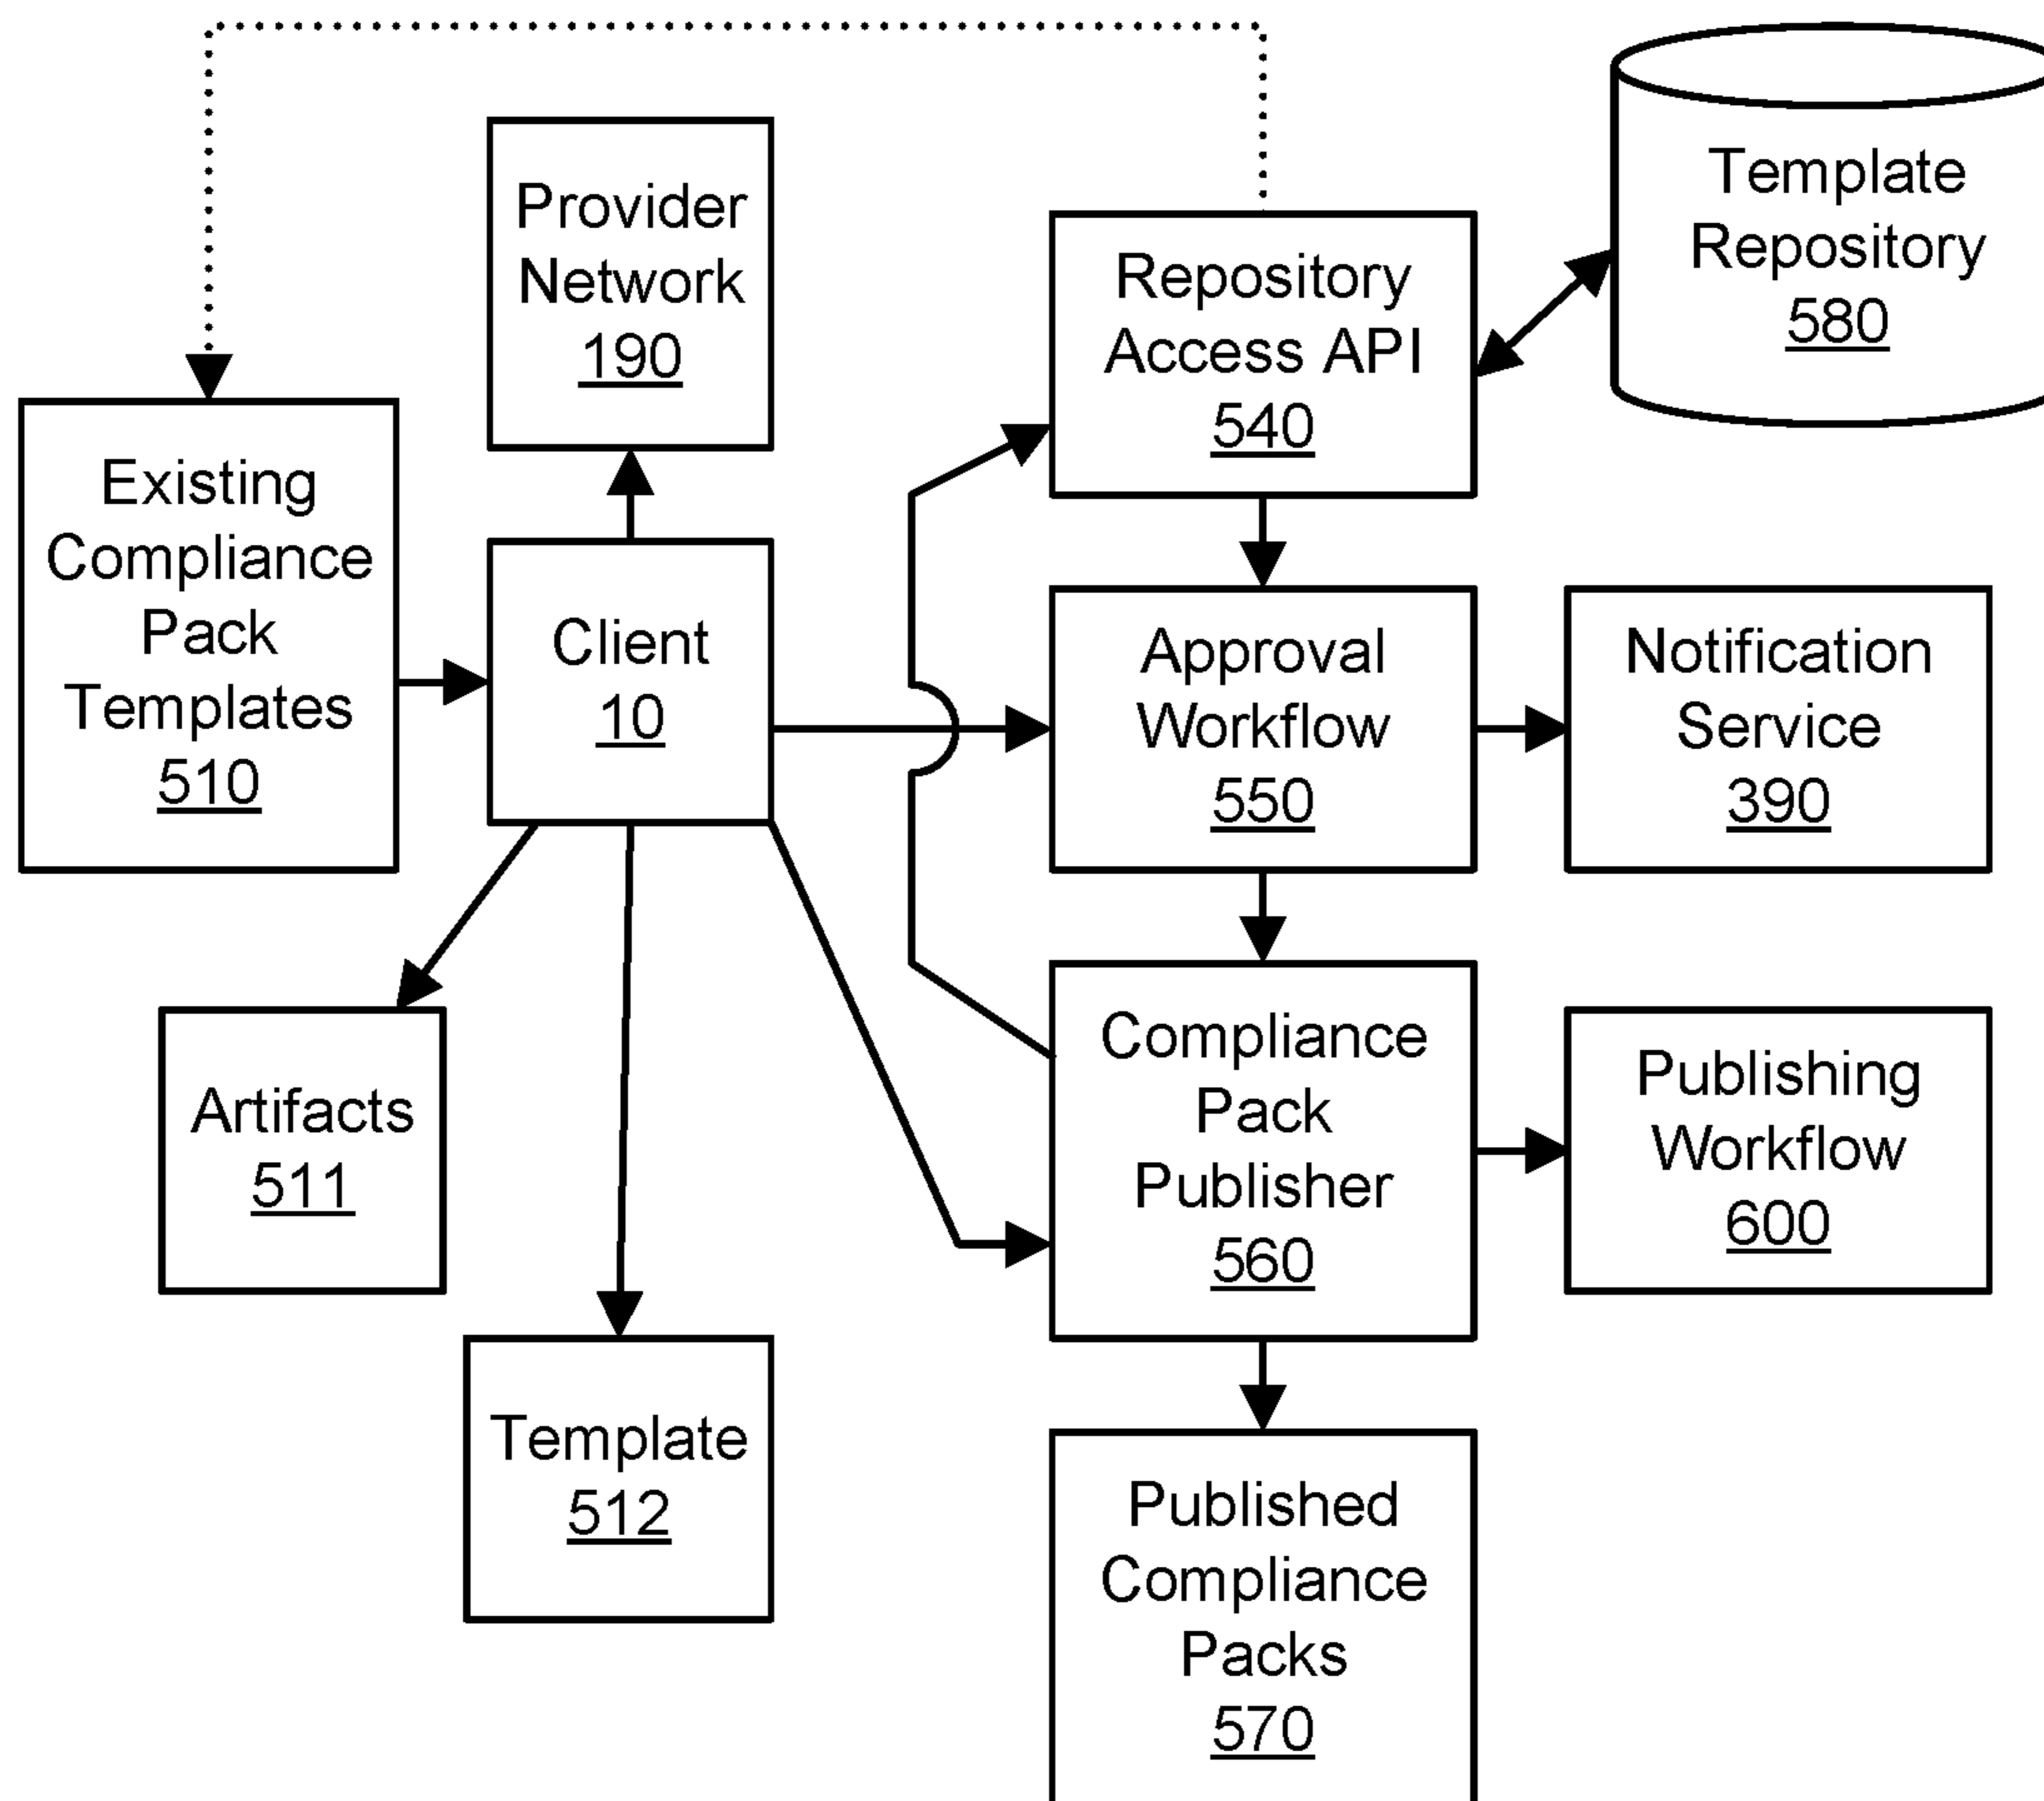 Provider
Network
190
Template
Repository
580
Repository
Access API
540
Existing
Compliance
Pack
Templates
510
Client
10
Approval
Workflow
550
Notification
Service
390
Artifacts
511
Compliance
Pack
Publisher
560
Publishing
Workflow
600
Template
512
Published
Compliance
Packs
570